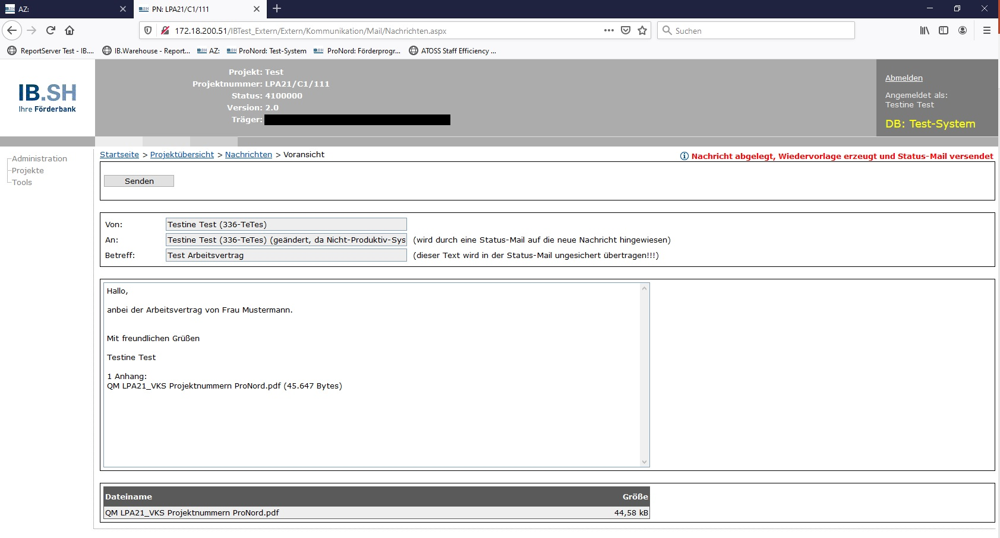 AZ:
PN: LPA21/C1/111
172.18.200.51/IBTest_Extern/Extern/Kommunikation/Mail/Nachrichten.aspx
Suchen
ReportServer Test - IB.... IB.Warehouse - Report... AZ: ProNord: Test-System ProNord: Förderprogr... ATOSS Staff Efficiency ...
IB.SH
Ihre Förderbank
Projekt: Test
Projektnummer: LPA21/C1/111
Status: 4100000
Version: 2.0
Träger:
Abmelden
Angemeldet als:
Testine Test
DB: Test-System
Administration
Projekte
Tools
Startseite > Projektübersicht > Nachrichten > Voransicht
Nachricht abgelegt, Wiedervorlage erzeugt und Status-Mail versendet
Senden
Von: Testine Test (336-TeTes)
An: Testine Test (336-TeTes) (geändert, da Nicht-Produktiv-Sys (wird durch eine Status-Mail auf die neue Nachricht hingewiesen)
Betreff: Test Arbeitsvertrag (dieser Text wird in der Status-Mail ungesichert übertragen!!!)
Hallo,
anbei der Arbeitsvertrag von Frau Mustermann.
Mit freundlichen Grüßen
Testine Test
1 Anhang:
QM LPA21_VKS Projektnummern ProNord.pdf (45.647 Bytes)
Dateiname Größe
QM LPA21_VKS Projektnummern ProNord.pdf 44,58 kB